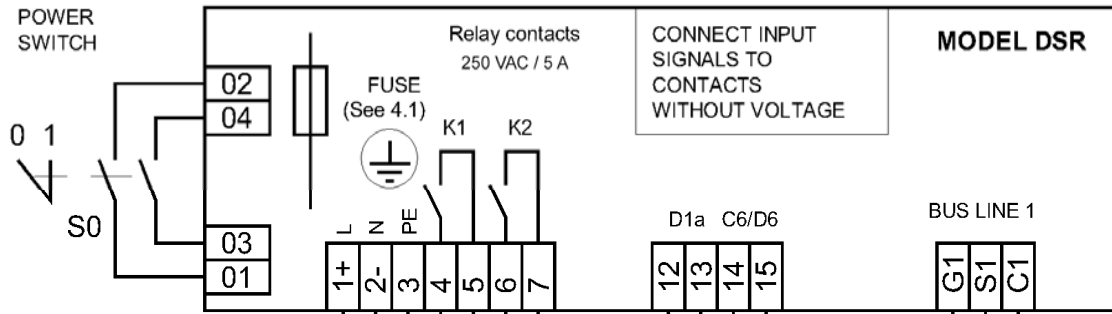 POWER
SWITCH
Relay contacts
250 VAC / 5 A
CONNECT INPUT
SIGNALS TO
CONTACTS
WITHOUT VOLTAGE
MODEL DSR
02
04
FUSE
(See 4.1)
K1 K2
0 1
S0
03
01
L N PE
D1a C6/D6
BUS LINE 1
1+ 2- 3 4 5 6 7
12 13 14 15
G1 S1 C1